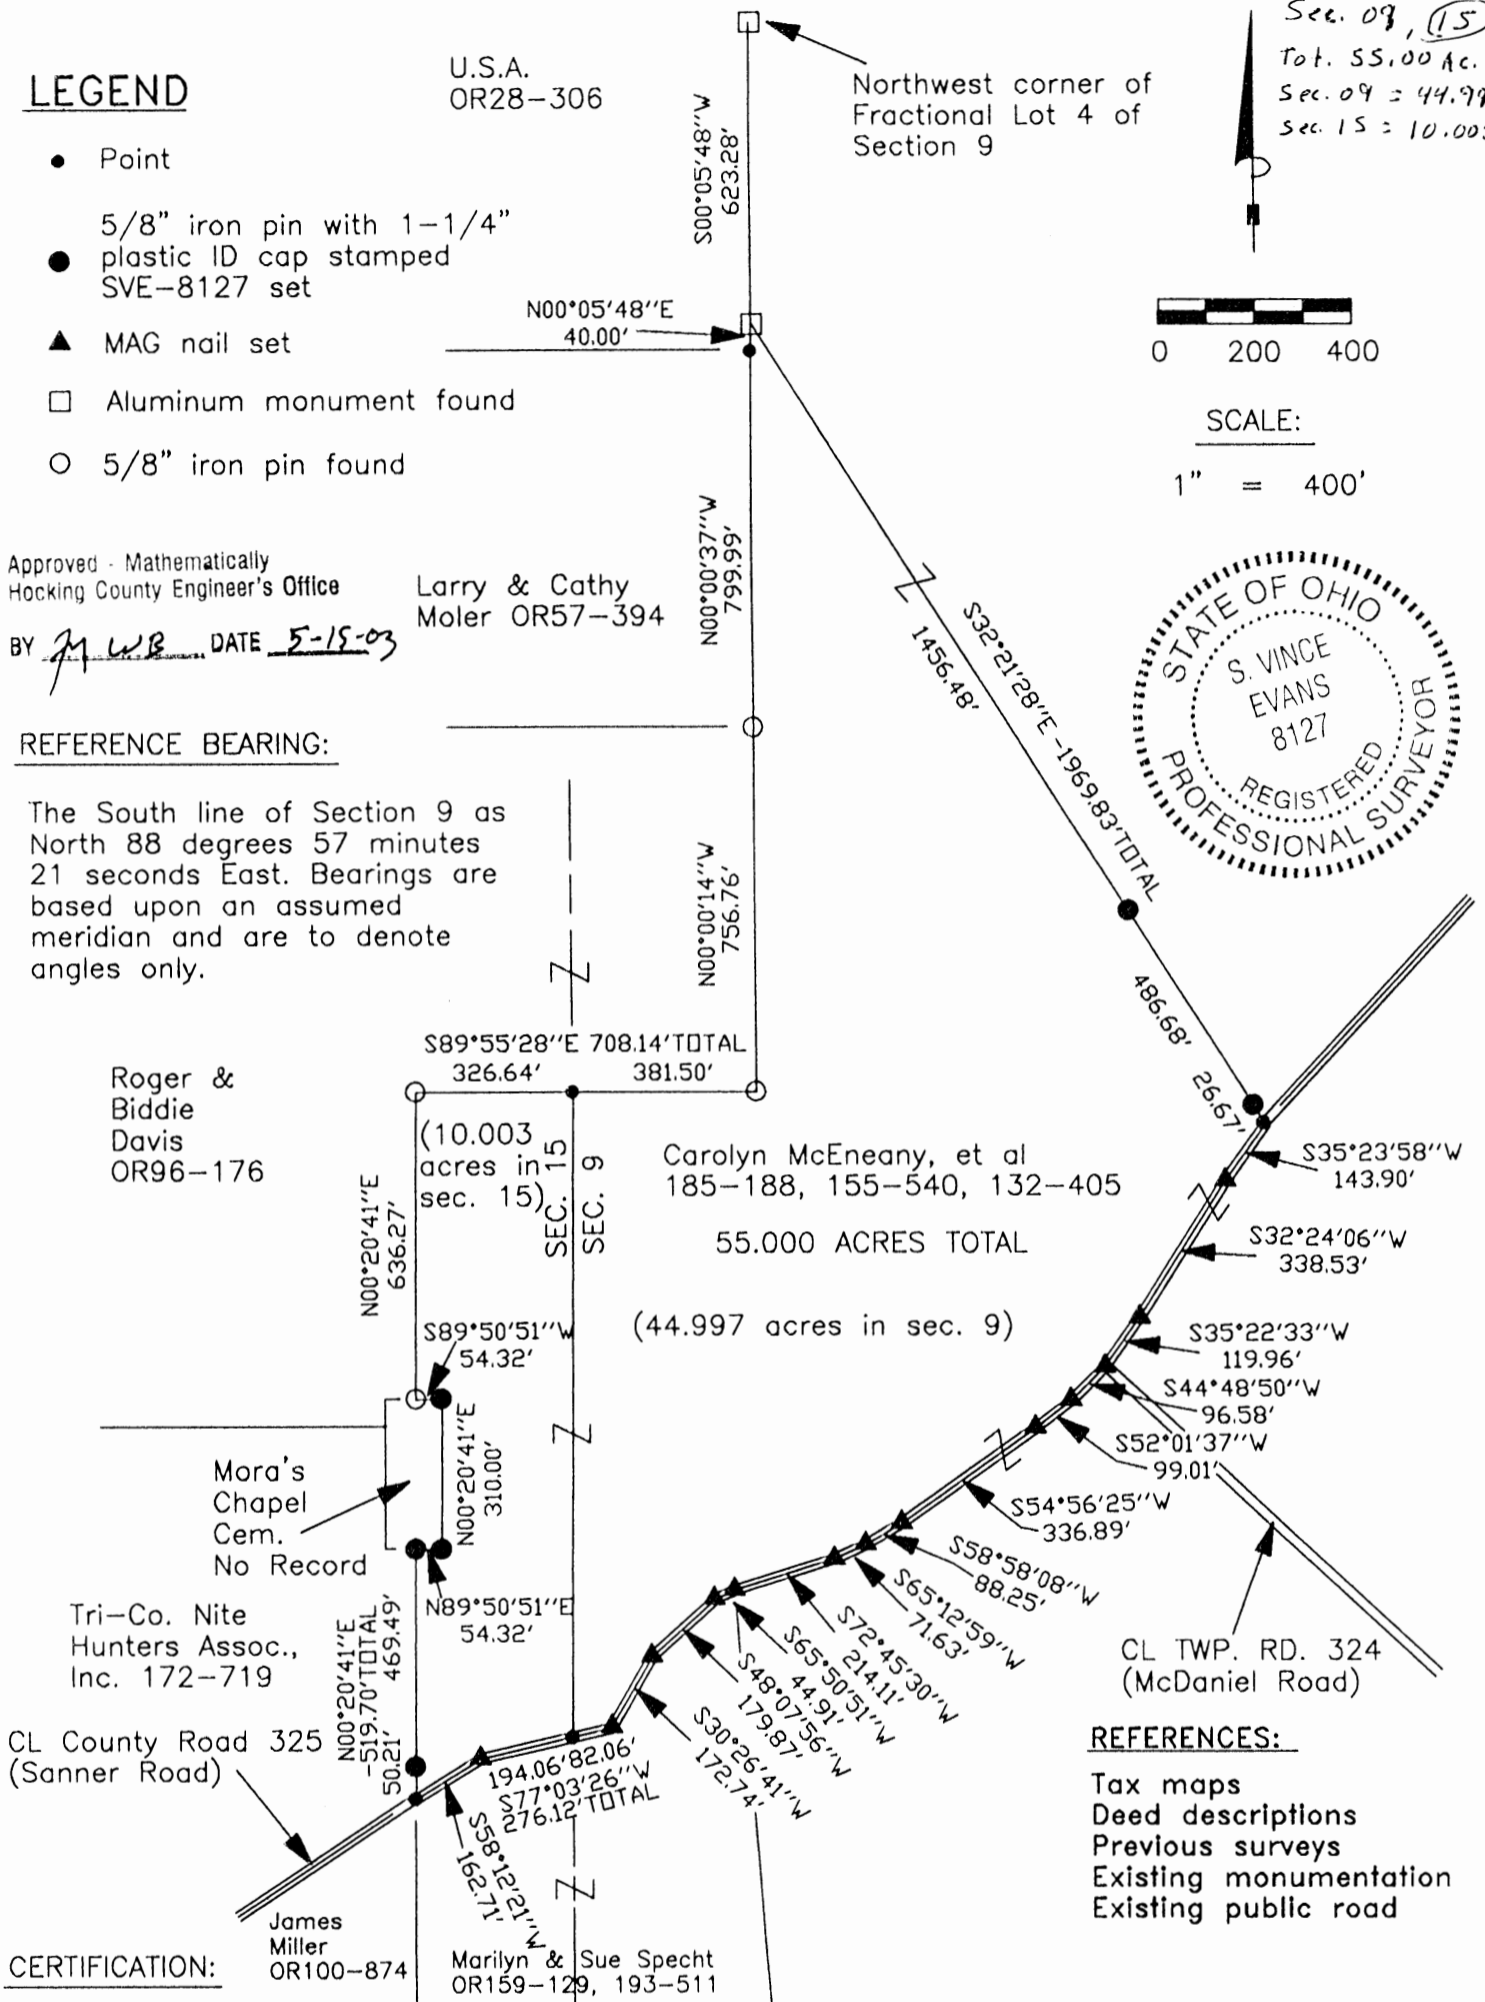 Sec. 09, (15)
Tot. 55.00 Ac.
Sec. 09 = 44.99
Sec. 15 = 10.003
LEGEND
• Point
5/8" iron pin with 1-1/4"
plastic ID cap stamped
SVE-8127 set
MAG nail set
Aluminum monument found
5/8" iron pin found
U.S.A.
OR28-306
Northwest corner of
Fractional Lot 4 of
Section 9
S00°05'48"W
623.28'
N00°05'48"E
40.00'
0 200 400
SCALE:
1" = 400'
Approved - Mathematically
Hocking County Engineer's Office
BY DATE 5-15-03
Larry & Cathy
Moler OR57-394
N00°00'37"W
799.99'
S32°21'28"E -1969.83'TOTAL
1456.48'
STATE OF OHIO
S. VINCE
EVANS
8127
REGISTERED
PROFESSIONAL SURVEYOR
REFERENCE BEARING:
The South line of Section 9 as
North 88 degrees 57 minutes
21 seconds East. Bearings are
based upon an assumed
meridian and are to denote
angles only.
N00°00'14"W
756.76'
486.68'
26.67'
S89°55'28"E 708.14'TOTAL
326.64' 381.50'
Roger &
Biddie
Davis
OR96-176
(10.003
acres in
sec. 15)
SEC. 15
SEC. 9
Carolyn McEneany, et al
185-188, 155-540, 132-405
55.000 ACRES TOTAL
(44.997 acres in sec. 9)
N00°20'41"E
636.27'
S89°50'51"W
54.32'
S35°23'58"W
143.90'
S32°24'06"W
338.53'
S35°22'33"W
119.96'
S44°48'50"W
96.58'
S52°01'37"W
99.01'
S54°56'25"W
336.89'
S58°58'08"W
88.25'
S65°12'59"W
71.63'
S72°45'30"W
214.11'
S65°50'51"W
44.91'
S48°07'56"W
179.87'
S30°26'41"W
172.74'
Mora's
Chapel
Cem.
No Record
N00°20'41"E
310.00'
N89°50'51"E
54.32'
Tri-Co. Nite
Hunters Assoc.,
Inc. 172-719
N00°20'41"E
-519.70'TOTAL
50.21' 469.49'
CL County Road 325
(Sanner Road)
194.06' 82.06'
S77°03'26"W
276.12'TOTAL
S58°12'21"W
162.71'
CL TWP. RD. 324
(McDaniel Road)
REFERENCES:
Tax maps
Deed descriptions
Previous surveys
Existing monumentation
Existing public road
James
Miller
OR100-874
Marilyn & Sue Specht
OR159-129, 193-511
CERTIFICATION: